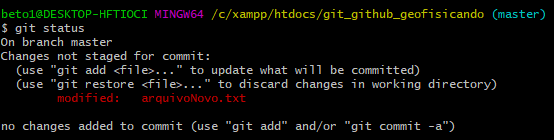 beto1@DESKTOP-HFTIOCI MINGW64 /c/xampp/htdocs/git_github_geofisicando (master)
$ git status
On branch master
Changes not staged for commit:
  (use "git add <file>..." to update what will be committed)
  (use "git restore <file>..." to discard changes in working directory)
        modified:   arquivoNovo.txt

no changes added to commit (use "git add" and/or "git commit -a")